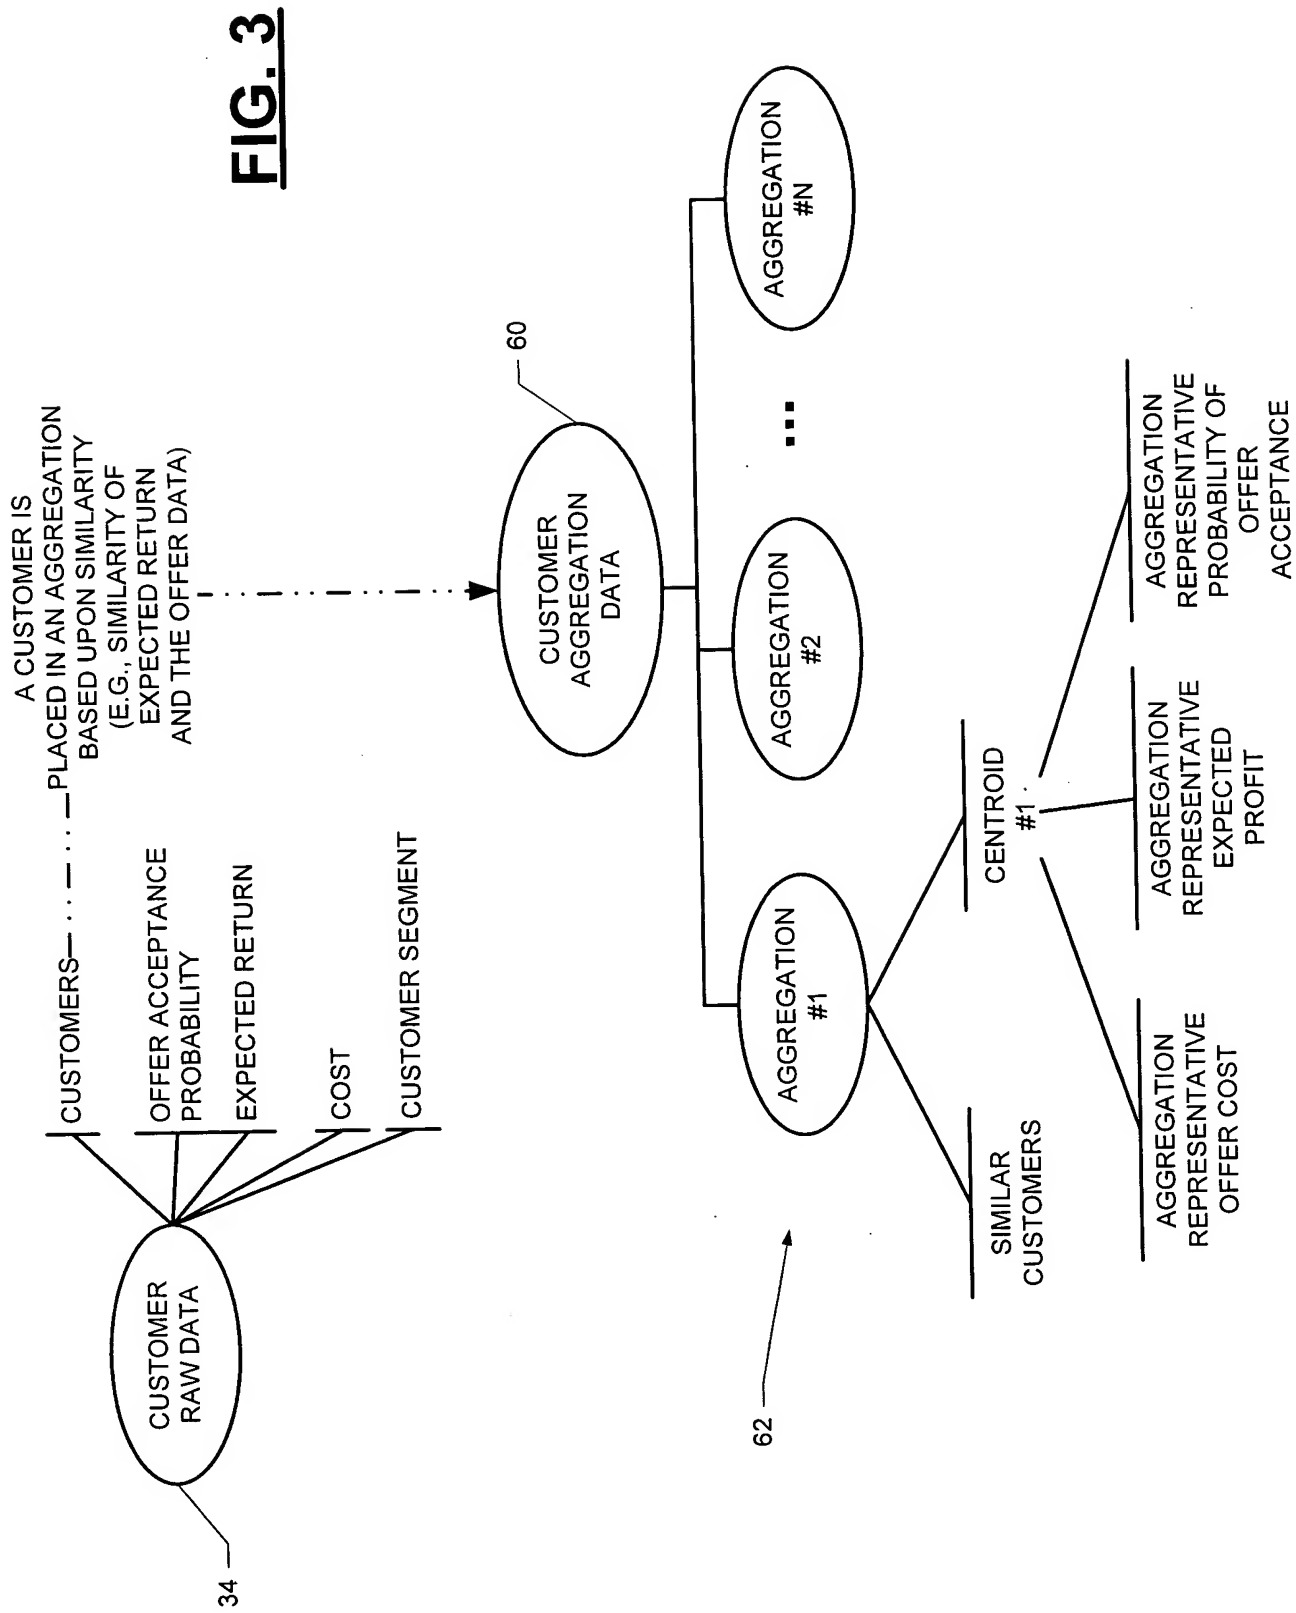 FIG. 3
A CUSTOMER IS
PLACED IN AN AGGREGATION
BASED UPON SIMILARITY
(E.G., SIMILARITY OF
EXPECTED RETURN
AND THE OFFER DATA)
CUSTOMERS
OFFER ACCEPTANCE
PROBABILITY
EXPECTED RETURN
COST
CUSTOMER SEGMENT
CUSTOMER
RAW DATA
34
60
CUSTOMER
AGGREGATION
DATA
AGGREGATION
#1
AGGREGATION
#2
...
AGGREGATION
#N
62
SIMILAR
CUSTOMERS
CENTROID
#1
AGGREGATION
REPRESENTATIVE
OFFER COST
AGGREGATION
REPRESENTATIVE
EXPECTED
PROFIT
AGGREGATION
REPRESENTATIVE
PROBABILITY OF
OFFER
ACCEPTANCE